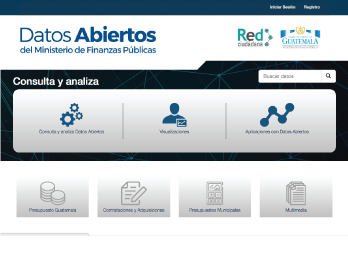 Iniciar Sesión Registro
Datos Abiertos
del Ministerio de Finanzas Públicas
Red
ciudadana
GUATEMALA
Consulta y analiza
Buscar datos
Consulta y analiza Datos Abiertos
Visualizaciones
Aplicaciones con Datos Abiertos
Presupuesto Guatemala
Contrataciones y Adquisiciones
Presupuestos Municipales
Multimedia